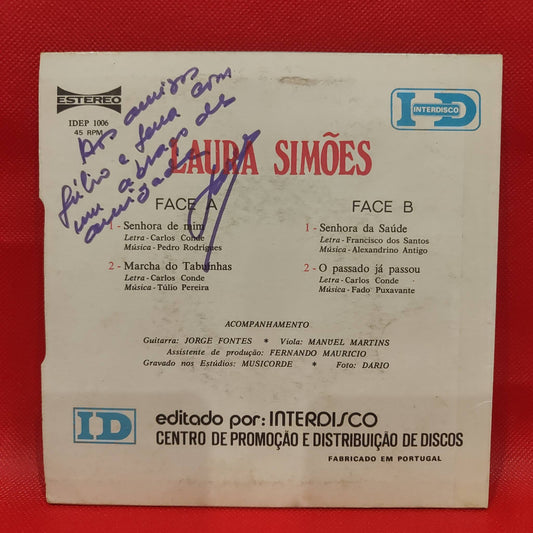 ESTEREO
IDEP 1006
45 RPM
INTERDISCO
Aos amigos
Júlio e
com
um abraço de
amizade
LAURA SIMÕES
FACE A
1 - Senhora de mim
Letra - Carlos Conde
Música - Pedro Rodrigues
2 - Marcha do Tabuinhas
Letra - Carlos Conde
Música - Túlio Pereira
FACE B
1 - Senhora da Saúde
Letra - Francisco dos Santos
Música - Alexandrino Antigo
2 - O passado já passou
Letra - Carlos Conde
Música - Fado Puxavante
ACOMPANHAMENTO
Guitarra: JORGE FONTES * Viola: MANUEL MARTINS
Assistente de produção: FERNANDO MAURICIO
Gravado nos Estúdios: MUSICORDE * Foto: DARIO
ID
editado por: INTERDISCO
CENTRO DE PROMOÇÃO E DISTRIBUIÇÃO DE DISCOS
FABRICADO EM PORTUGAL